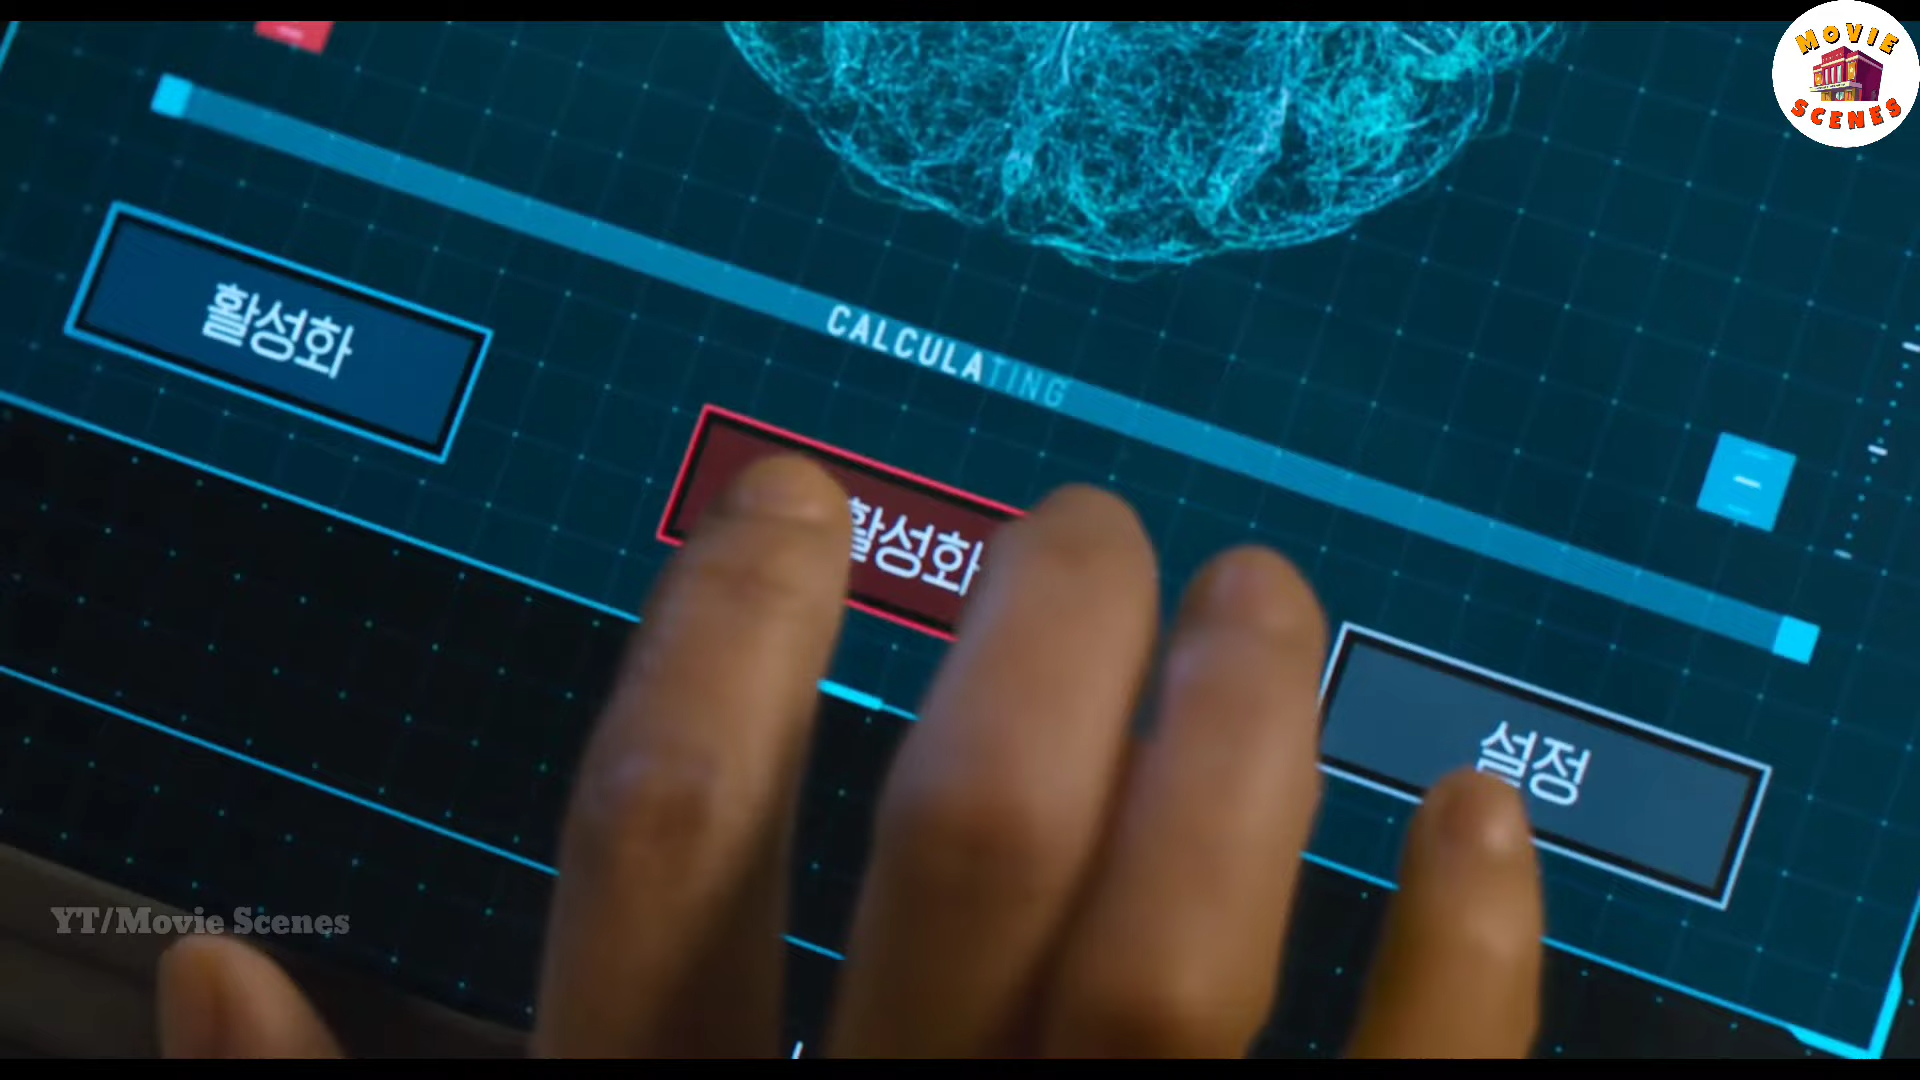 MOVIE
SCENES
CALCULATING
활성화
활성화
설정
YT/Movie Scenes